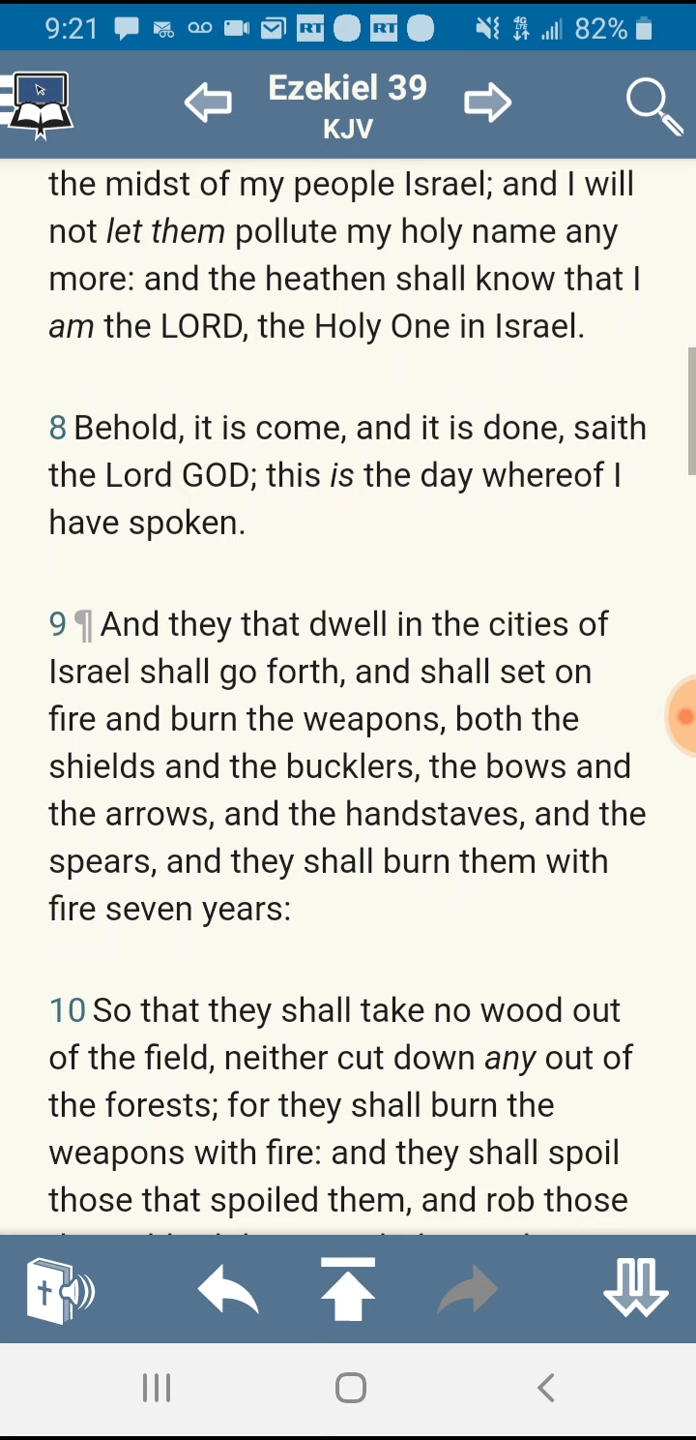 9:21 RT RT 4G LTE 82%
Ezekiel 39
KJV
the midst of my people Israel; and I will
not let them pollute my holy name any
more: and the heathen shall know that I
am the LORD, the Holy One in Israel.
8 Behold, it is come, and it is done, saith
the Lord GOD; this is the day whereof I
have spoken.
9 ¶ And they that dwell in the cities of
Israel shall go forth, and shall set on
fire and burn the weapons, both the
shields and the bucklers, the bows and
the arrows, and the handstaves, and the
spears, and they shall burn them with
fire seven years:
10 So that they shall take no wood out
of the field, neither cut down any out of
the forests; for they shall burn the
weapons with fire: and they shall spoil
those that spoiled them, and rob those